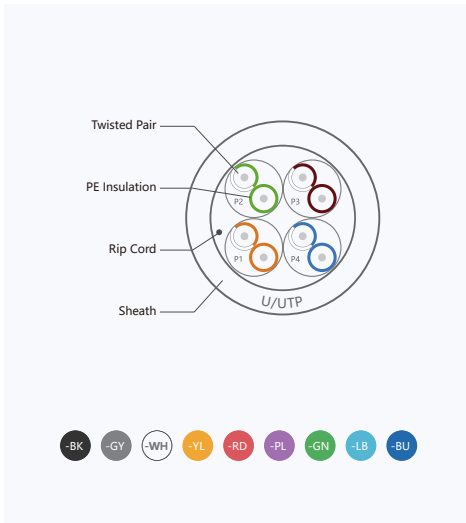 Twisted Pair
PE Insulation
P2
P3
Rip Cord
P1
P4
U/UTP
Sheath
-BK -GY -WH -YL -RD -PL -GN -LB -BU